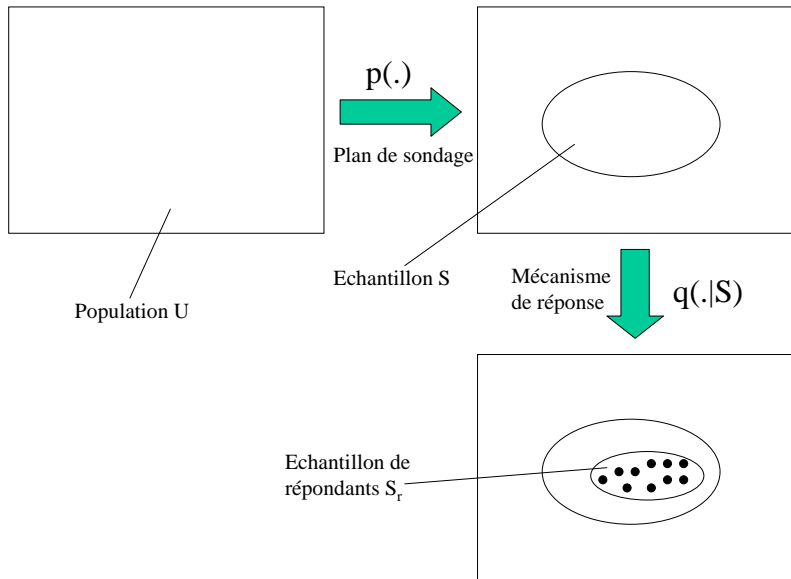 p(.)
Plan de sondage
Population U
Echantillon S
Mécanisme
de réponse
q(.|S)
Echantillon de
répondants Sr